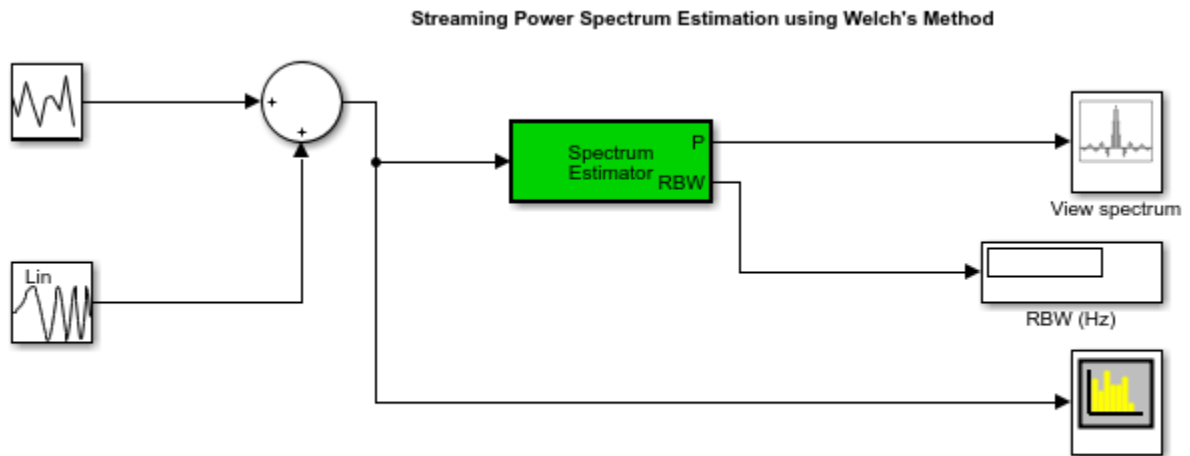 Streaming Power Spectrum Estimation using Welch's Method
+
+
Lin
Spectrum
Estimator
P
RBW
View spectrum
RBW (Hz)